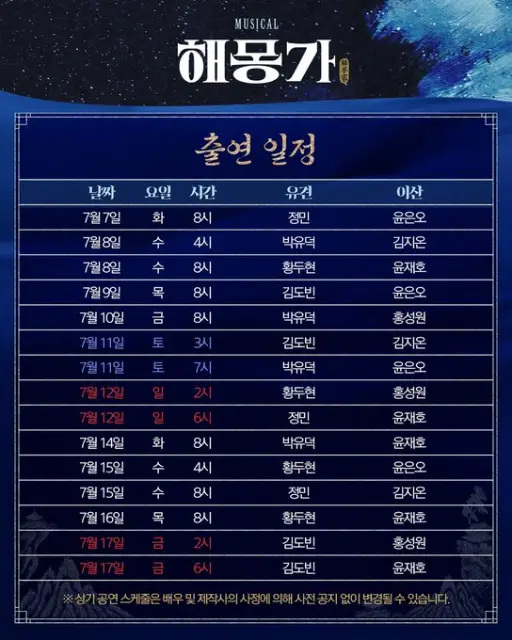 MUSICAL
해몽가
출연 일정
날짜 요일 시간 유견 이산
7월 7일 화 8시 정민 윤은오
7월 8일 수 4시 박유덕 김지온
7월 8일 수 8시 황두현 윤재호
7월 9일 목 8시 김도빈 윤은오
7월 10일 금 8시 박유덕 홍성원
7월 11일 토 3시 김도빈 김지온
7월 11일 토 7시 박유덕 윤은오
7월 12일 일 2시 황두현 홍성원
7월 12일 일 6시 정민 윤재호
7월 14일 화 8시 박유덕 윤재호
7월 15일 수 4시 황두현 윤은오
7월 15일 수 8시 정민 김지온
7월 16일 목 8시 황두현 윤재호
7월 17일 금 2시 김도빈 홍성원
7월 17일 금 6시 김도빈 윤재호
※ 상기 공연 스케줄은 배우 및 제작사의 사정에 의해 사전 공지 없이 변경될 수 있습니다.